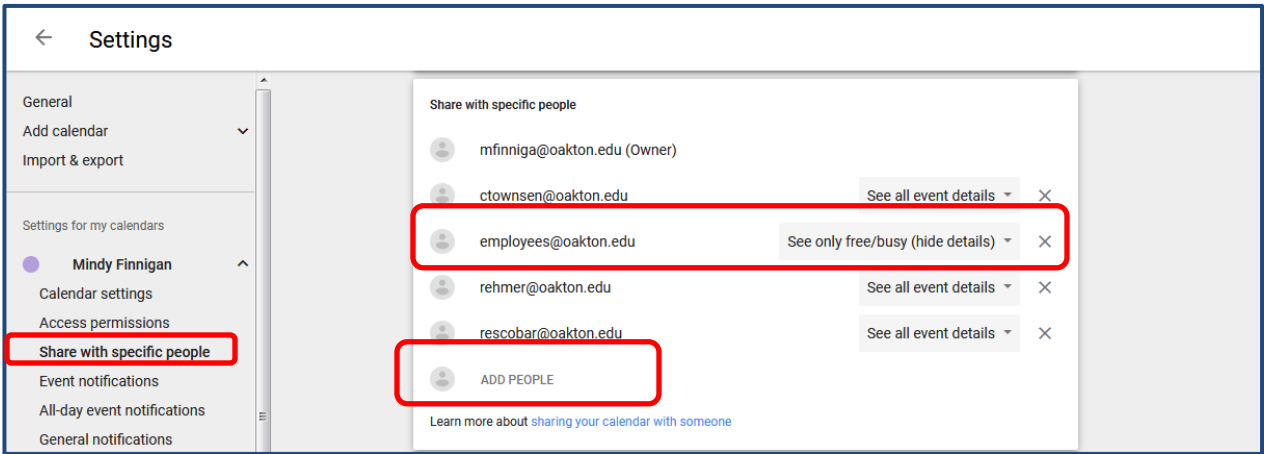 Settings
General
Add calendar
Import & export
Settings for my calendars
Mindy Finnigan
Calendar settings
Access permissions
Share with specific people
Event notifications
All-day event notifications
General notifications
Share with specific people
mfinniga@oakton.edu (Owner)
ctownsen@oakton.edu See all event details
employees@oakton.edu See only free/busy (hide details)
rehmer@oakton.edu See all event details
rescobar@oakton.edu See all event details
ADD PEOPLE
Learn more about sharing your calendar with someone